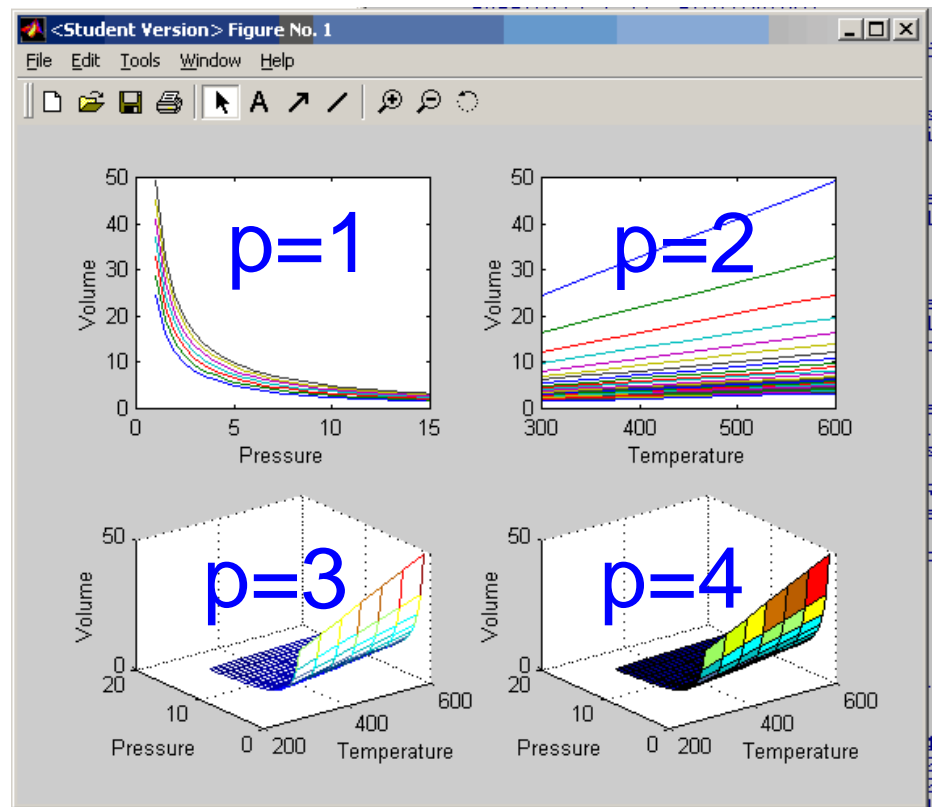 <Student Version> Figure No. 1
File Edit Tools Window Help
A
50
40
30
20
10
0
Volume
p=1
0 5 10 15
Pressure
50
40
30
20
10
0
Volume
p=2
300 400 500 600
Temperature
50
0
Volume
p=3
20
10
0
Pressure
200
400
600
Temperature
50
0
Volume
p=4
20
10
0
Pressure
200
400
600
Temperature